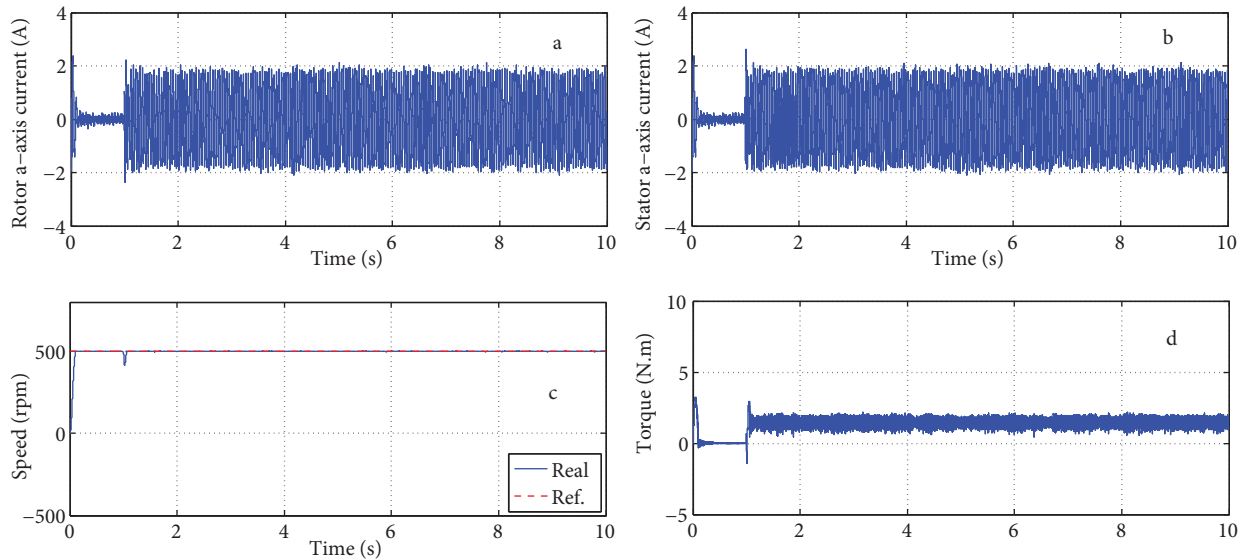 Rotor a−axis current (A)
4
2
0
−2
−4
a
0 2 4 6 8 10
Time (s)
Stator a−axis current (A)
4
2
0
−2
−4
b
0 2 4 6 8 10
Time (s)
Speed (rpm)
500
0
−500
c
Real
Ref.
0 2 4 6 8 10
Time (s)
Torque (N.m)
10
5
0
−5
d
0 2 4 6 8 10